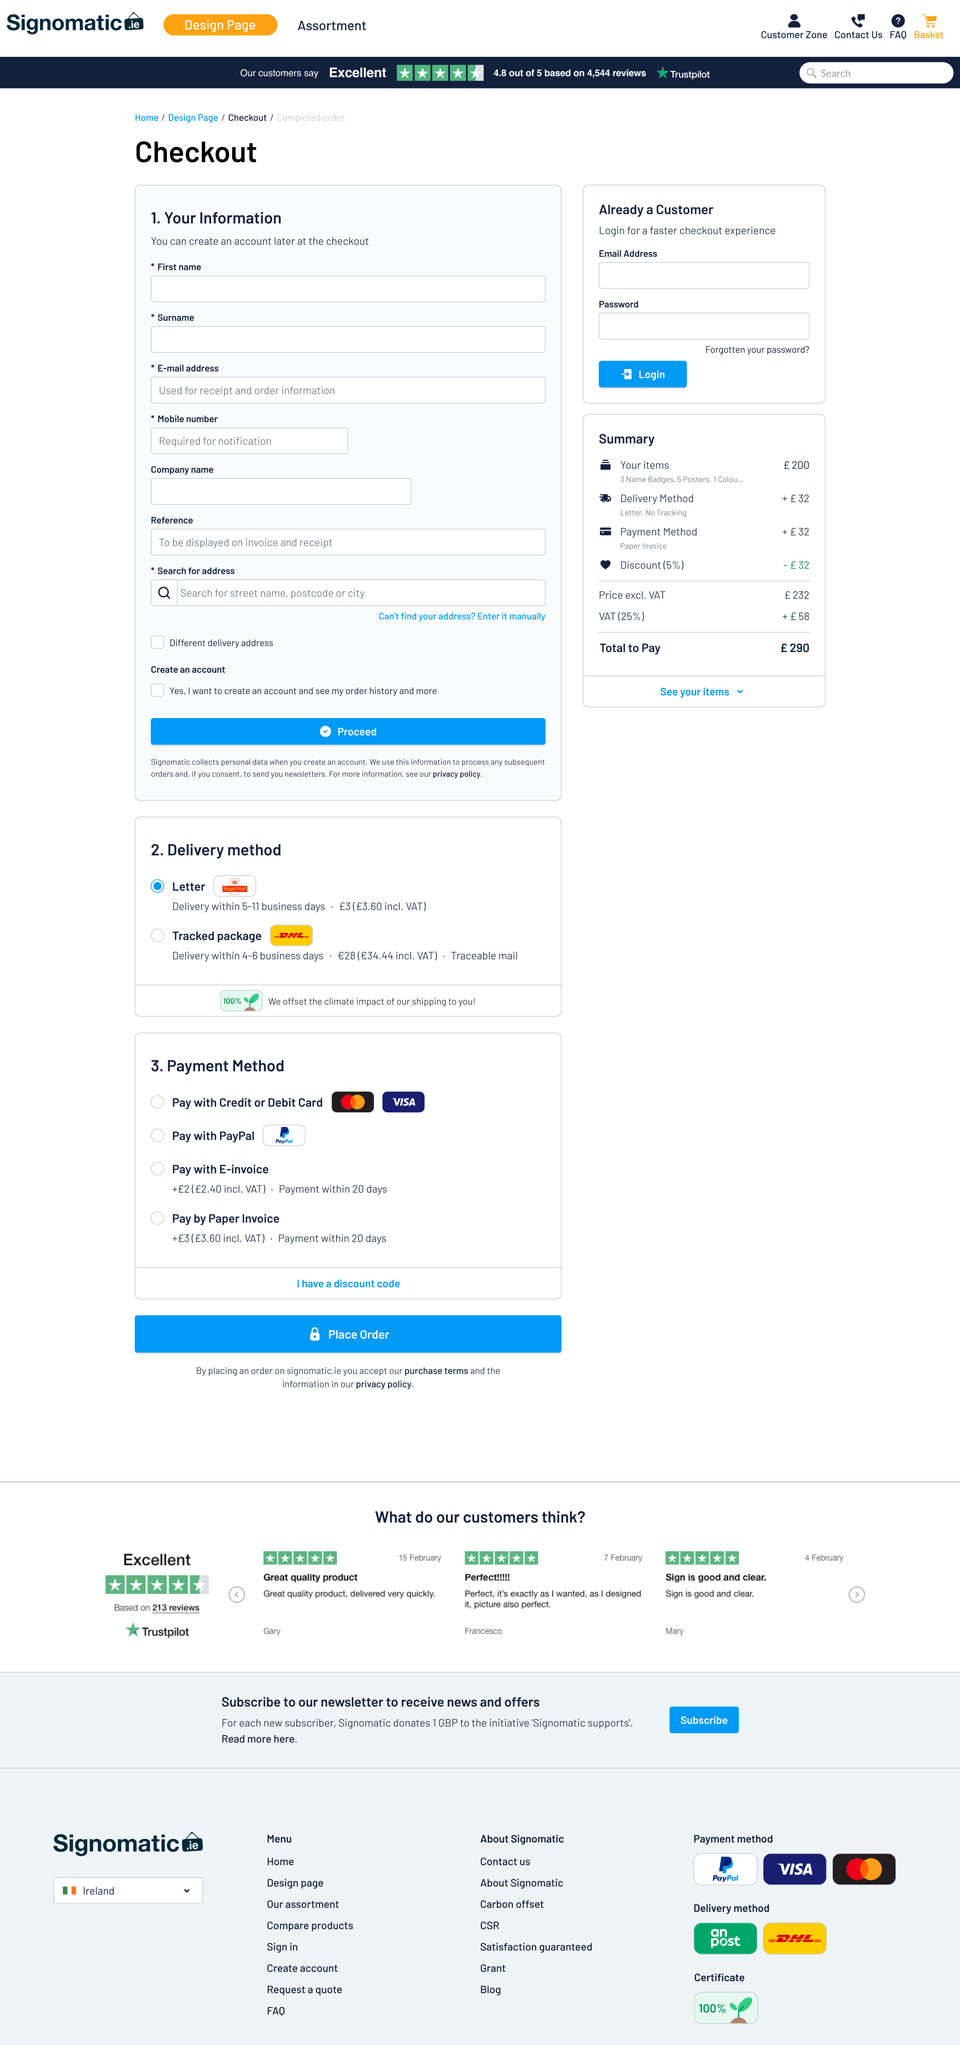 Signomatic .ie
Design Page
Assortment
Customer Zone
Contact Us
FAQ
Basket
Our customers say
Excellent
4.8 out of 5 based on 4,544 reviews
Trustpilot
Search
Home / Design Page / Checkout / Completed order
Checkout
1. Your Information
You can create an account later at the checkout
* First name
* Surname
* E-mail address
Used for receipt and order information
* Mobile number
Required for notification
Company name
Reference
To be displayed on invoice and receipt
* Search for address
Search for street name, postcode or city
Can't find your address? Enter it manually
Different delivery address
Create an account
Yes, I want to create an account and see my order history and more
Proceed
Signomatic collects personal data when you create an account. We use this information to process any subsequent
orders and, if you consent, to send you newsletters. For more information, see our privacy policy.
Already a Customer
Login for a faster checkout experience
Email Address
Password
Forgotten your password?
Login
Summary
Your items £ 200
3 Name Badges, 5 Posters, 1 Colou...
Delivery Method + £ 32
Letter, No Tracking
Payment Method + £ 32
Paper Invoice
Discount (5%) - £ 32
Price excl. VAT £ 232
VAT (25%) + £ 58
Total to Pay £ 290
See your items
2. Delivery method
Letter Royal Mail
Delivery within 5-11 business days · £3 (£3.60 incl. VAT)
Tracked package DHL
Delivery within 4-6 business days · €28 (€34.44 incl. VAT) · Traceable mail
100% We offset the climate impact of our shipping to you!
3. Payment Method
Pay with Credit or Debit Card VISA
Pay with PayPal PayPal
Pay with E-invoice
+£2 (£2.40 incl. VAT) · Payment within 20 days
Pay by Paper Invoice
+£3 (£3.60 incl. VAT) · Payment within 20 days
I have a discount code
Place Order
By placing an order on signomatic.ie you accept our purchase terms and the
information in our privacy policy.
What do our customers think?
Excellent
Based on 213 reviews
Trustpilot
15 February
Great quality product
Great quality product, delivered very quickly.
Gary
7 February
Perfect!!!!!
Perfect, it's exactly as I wanted, as I designed
it, picture also perfect.
Francesco
4 February
Sign is good and clear.
Sign is good and clear.
Mary
Subscribe to our newsletter to receive news and offers
For each new subscriber, Signomatic donates 1 GBP to the initiative 'Signomatic supports'.
Read more here.
Subscribe
Signomatic .ie
Ireland
Menu
Home
Design page
Our assortment
Compare products
Sign in
Create account
Request a quote
FAQ
About Signomatic
Contact us
About Signomatic
Carbon offset
CSR
Satisfaction guaranteed
Grant
Blog
Payment method
PayPal
VISA
Delivery method
an post
DHL
Certificate
100%